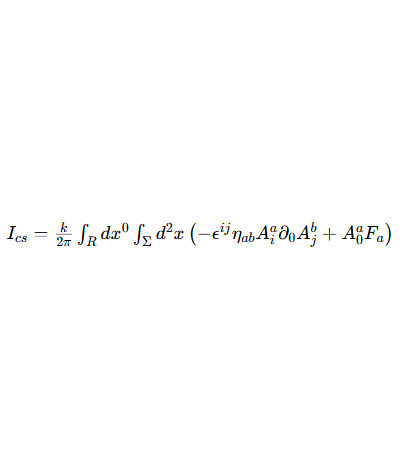 $I_{cs} = \frac{k}{2\pi} \int_R dx^0 \int_\Sigma d^2x \left( -\epsilon^{ij} \eta_{ab} A_i^a \partial_0 A_j^b + A_0^a F_a \right)$